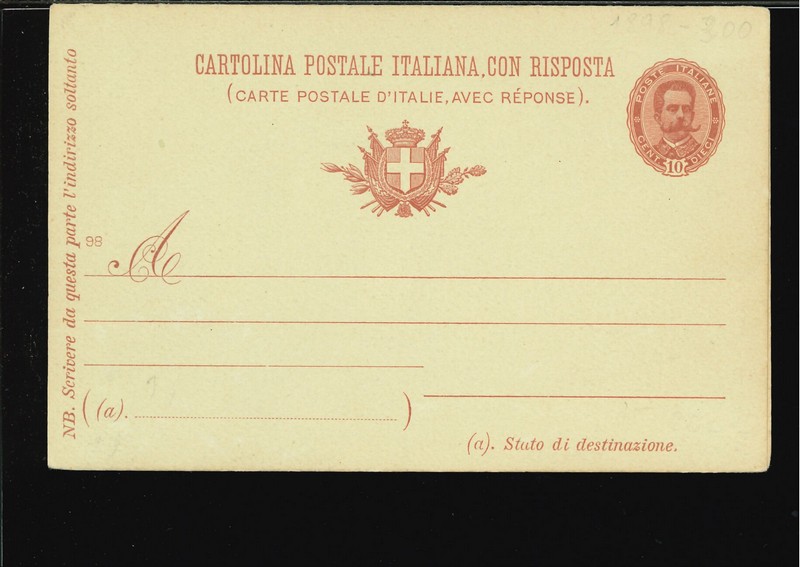 CARTOLINA POSTALE ITALIANA, CON RISPOSTA
(CARTE POSTALE D'ITALIE, AVEC RÉPONSE).
POSTE ITALIANE
CENT. 10 DIECI
NB. Scrivere da questa parte l'indirizzo soltanto
98
A
(a).
(a). Stato di destinazione.